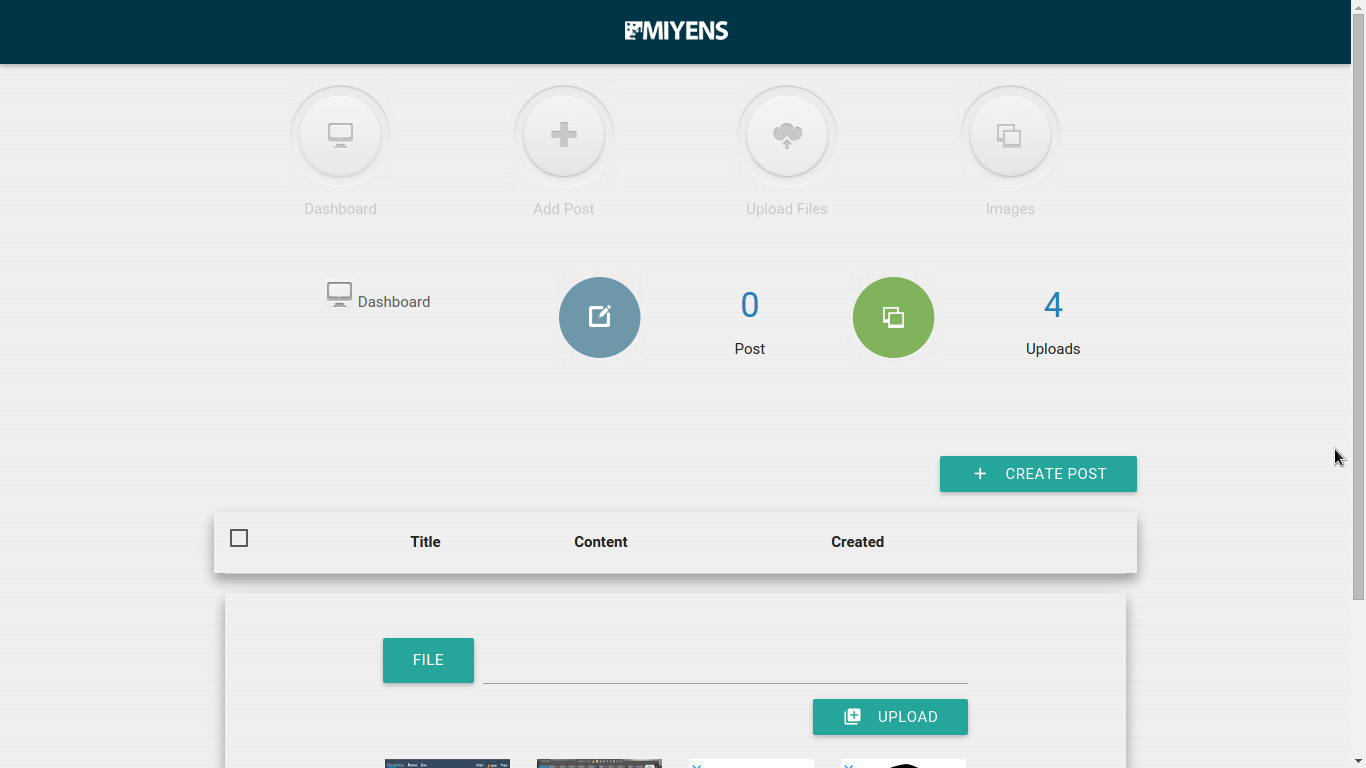 MIYENS
Dashboard
Add Post
Upload Files
Images
Dashboard
0
Post
4
Uploads
CREATE POST
Title Content Created
FILE
UPLOAD